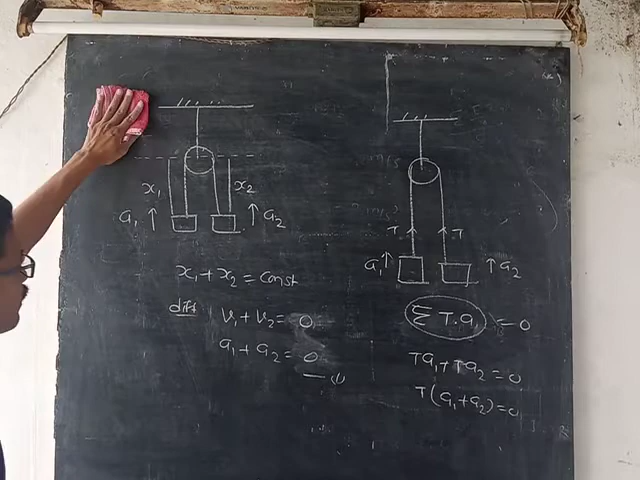 x₁ x₂
a₁ ↑ ↑ a₂
x₁ + x₂ = Const
diff v₁ + v₂ = 0
a₁ + a₂ = 0
— (1)
T T
a₁ ↑ ↑ a₂
Σ T.a = 0
Ta₁ + Ta₂ = 0
T(a₁+a₂) = 0